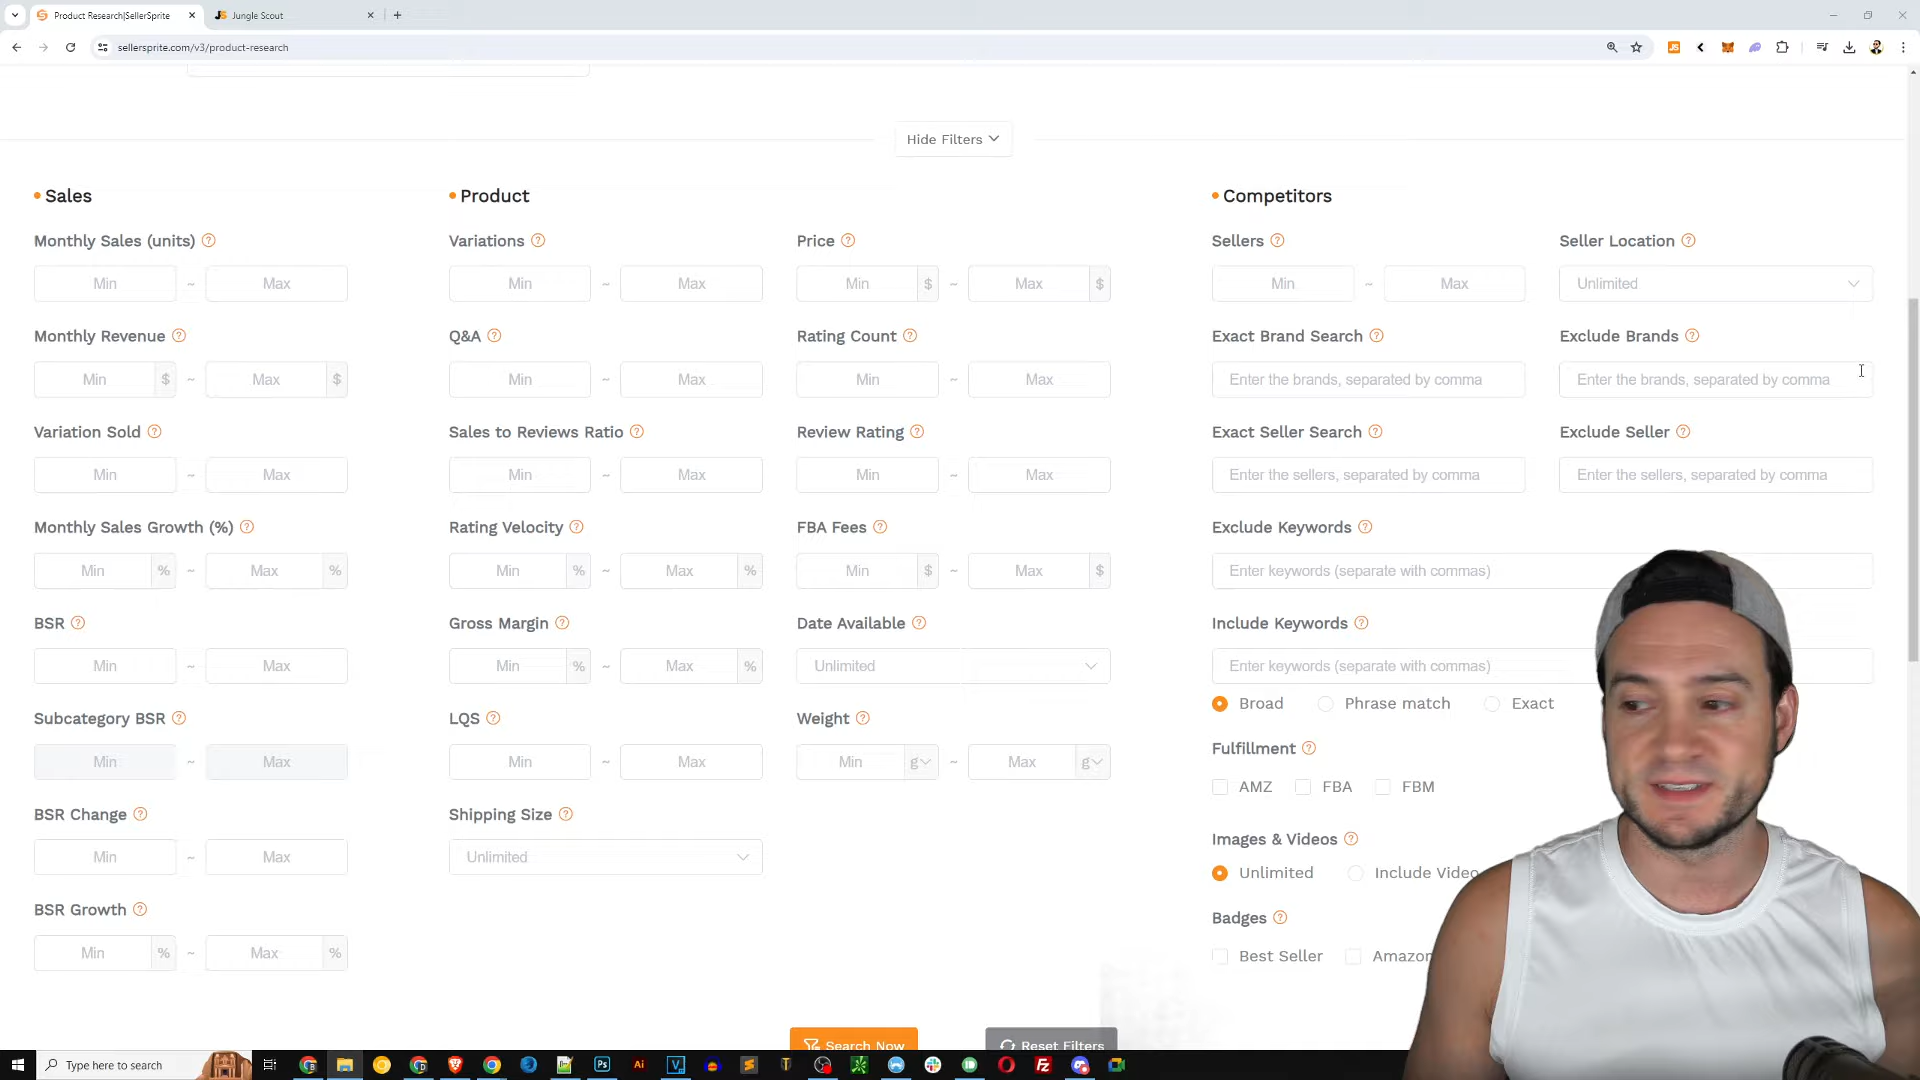 Product Research|SellerSprite
Jungle Scout
sellersprite.com/v3/product-research
Hide Filters
Sales
Product
Competitors
Monthly Sales (units)
Variations
Price
Sellers
Seller Location
Min ~ Max
Min ~ Max
Min $ ~ Max $
Min ~ Max
Unlimited
Monthly Revenue
Q&A
Rating Count
Exact Brand Search
Exclude Brands
Min $ ~ Max $
Min ~ Max
Min ~ Max
Enter the brands, separated by comma
Enter the brands, separated by comma
Variation Sold
Sales to Reviews Ratio
Review Rating
Exact Seller Search
Exclude Seller
Min ~ Max
Min ~ Max
Min ~ Max
Enter the sellers, separated by comma
Enter the sellers, separated by comma
Monthly Sales Growth (%)
Rating Velocity
FBA Fees
Exclude Keywords
Min % ~ Max %
Min % ~ Max %
Min $ ~ Max $
Enter keywords (separate with commas)
BSR
Gross Margin
Date Available
Include Keywords
Min ~ Max
Min % ~ Max %
Unlimited
Enter keywords (separate with commas)
Broad Phrase match Exact
Subcategory BSR
LQS
Weight
Fulfillment
Min ~ Max
Min ~ Max
Min g ~ Max g
AMZ FBA FBM
BSR Change
Shipping Size
Images & Videos
Min ~ Max
Unlimited
Unlimited Include Video
BSR Growth
Badges
Min % ~ Max %
Best Seller Amazon
Search Now
Reset Filters
Type here to search